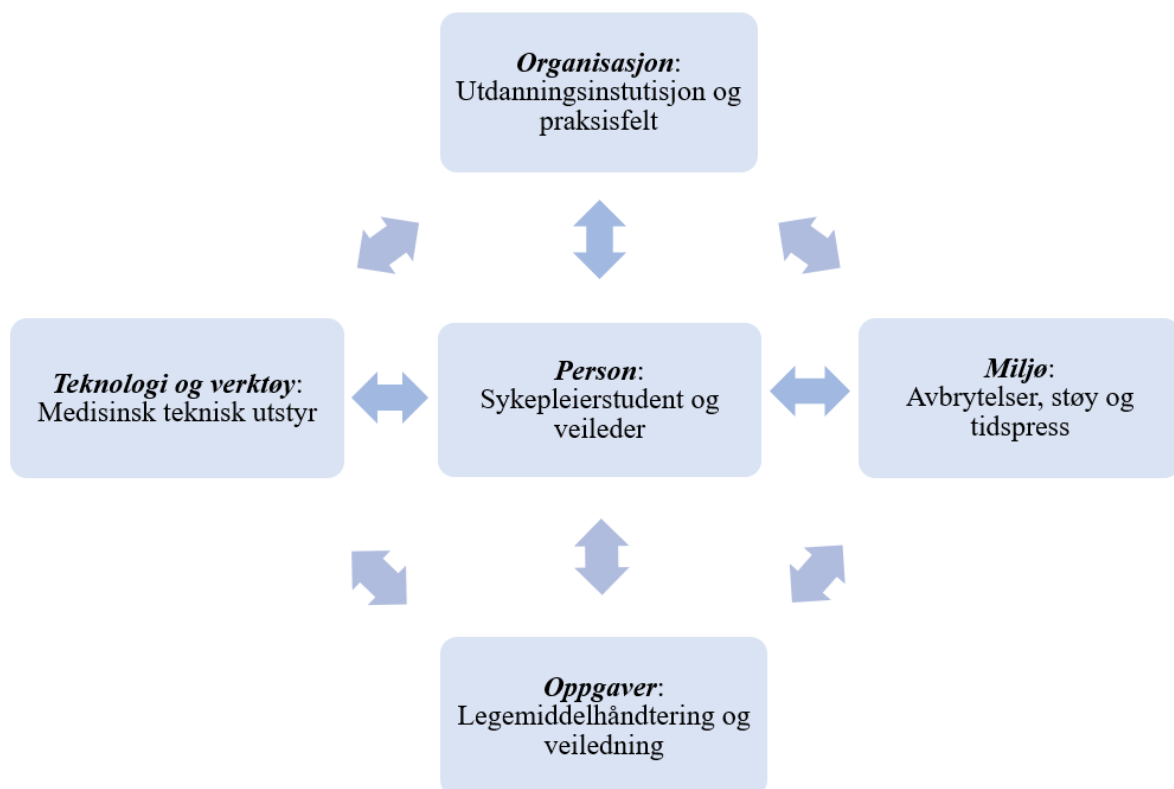 Organisasjon:
Utdanningsinstutisjon og
praksisfelt
Teknologi og verktøy:
Medisinsk teknisk utstyr
Person:
Sykepleierstudent og
veileder
Miljø:
Avbrytelser, støy og
tidspress
Oppgaver:
Legemiddelhåndtering og
veiledning